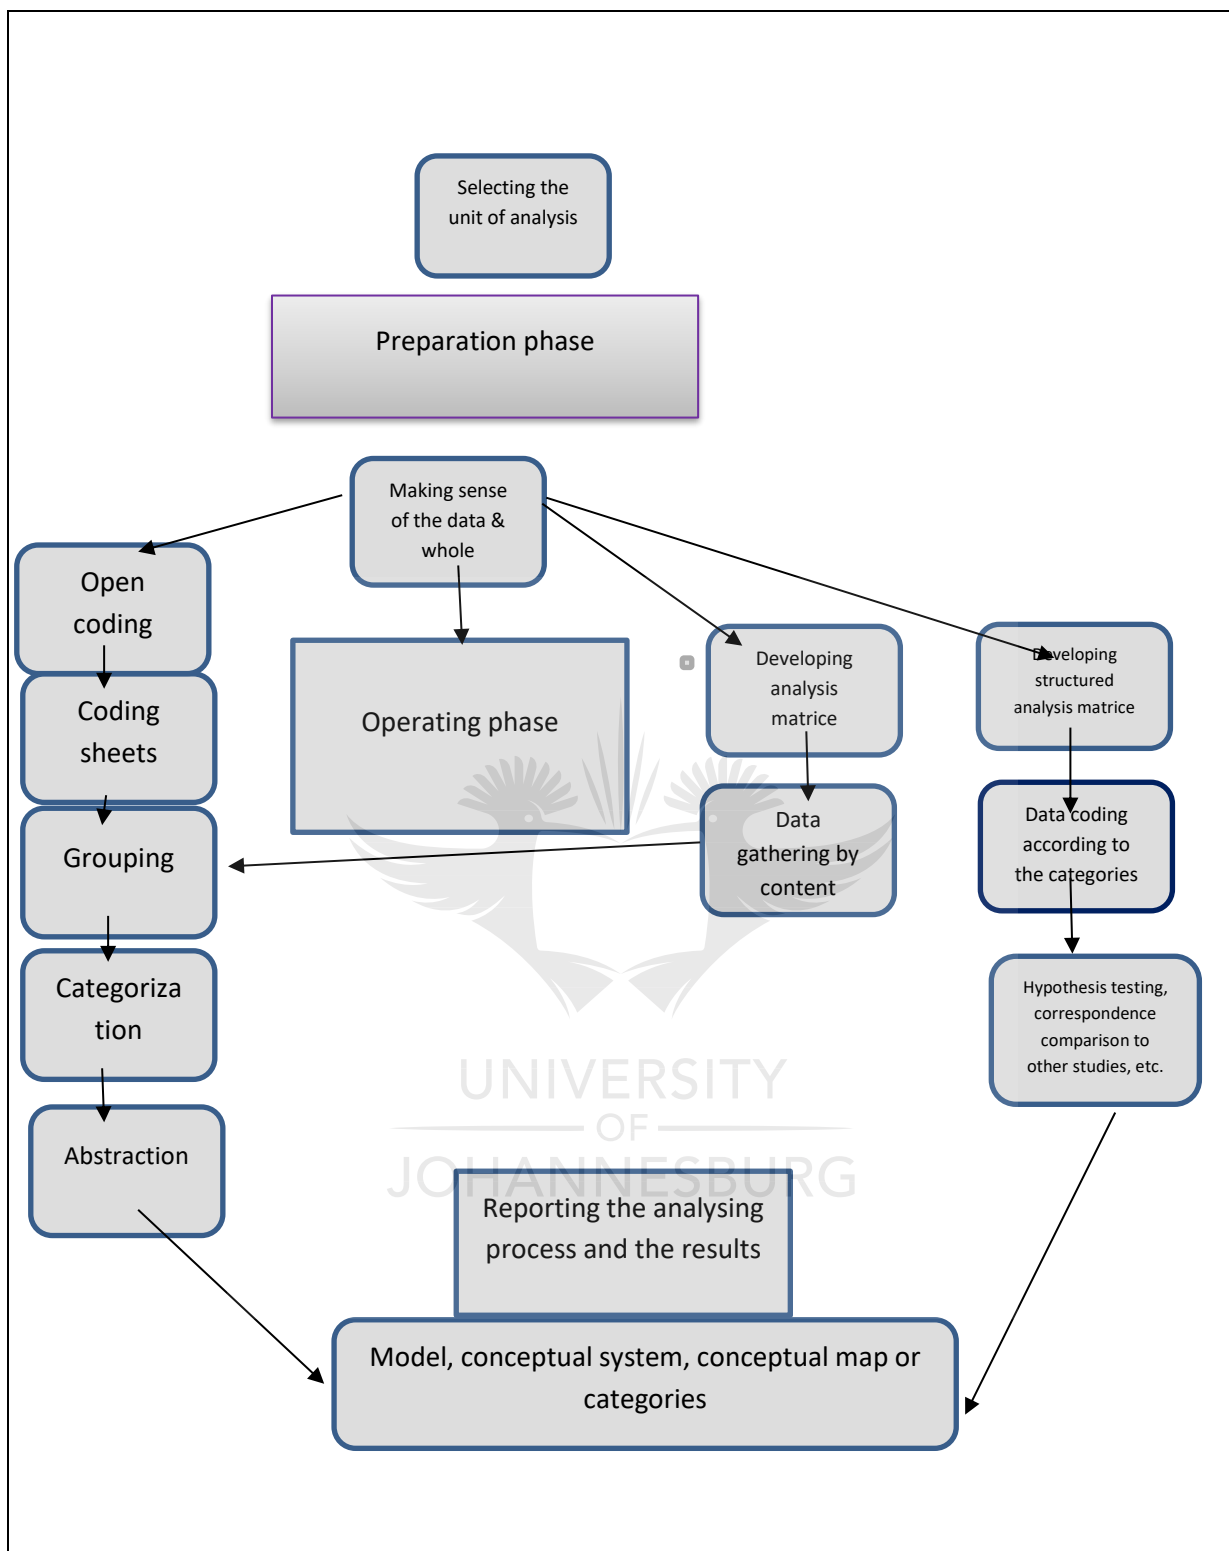 Selecting the
unit of analysis
Preparation phase
Making sense
of the data &
whole
Open
coding
Coding
sheets
Grouping
Categoriza
tion
Abstraction
Operating phase
Developing
analysis
matrice
Data
gathering by
content
Developing
structured
analysis matrice
Data coding
according to
the categories
Hypothesis testing,
correspondence
comparison to
other studies, etc.
UNIVERSITY
OF
JOHANNESBURG
Reporting the analysing
process and the results
Model, conceptual system, conceptual map or
categories